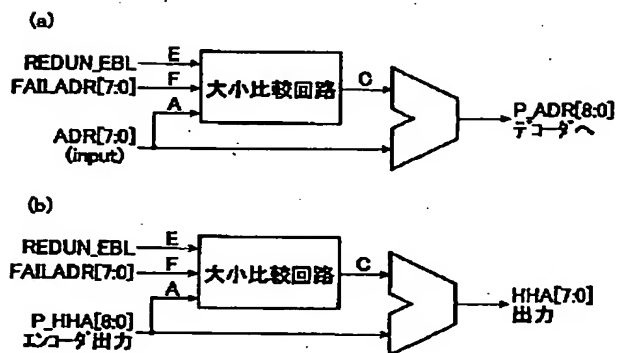 (a)
REDUN_EBL
E
FAILADR[7:0]
F
A
大小比較回路
C
ADR[7:0]
(input)
P_ADR[8:0]
デコーダへ
(b)
REDUN_EBL
E
FAILADR[7:0]
F
A
大小比較回路
C
P_HHA[8:0]
エンコーダ出力
HHA[7:0]
出力